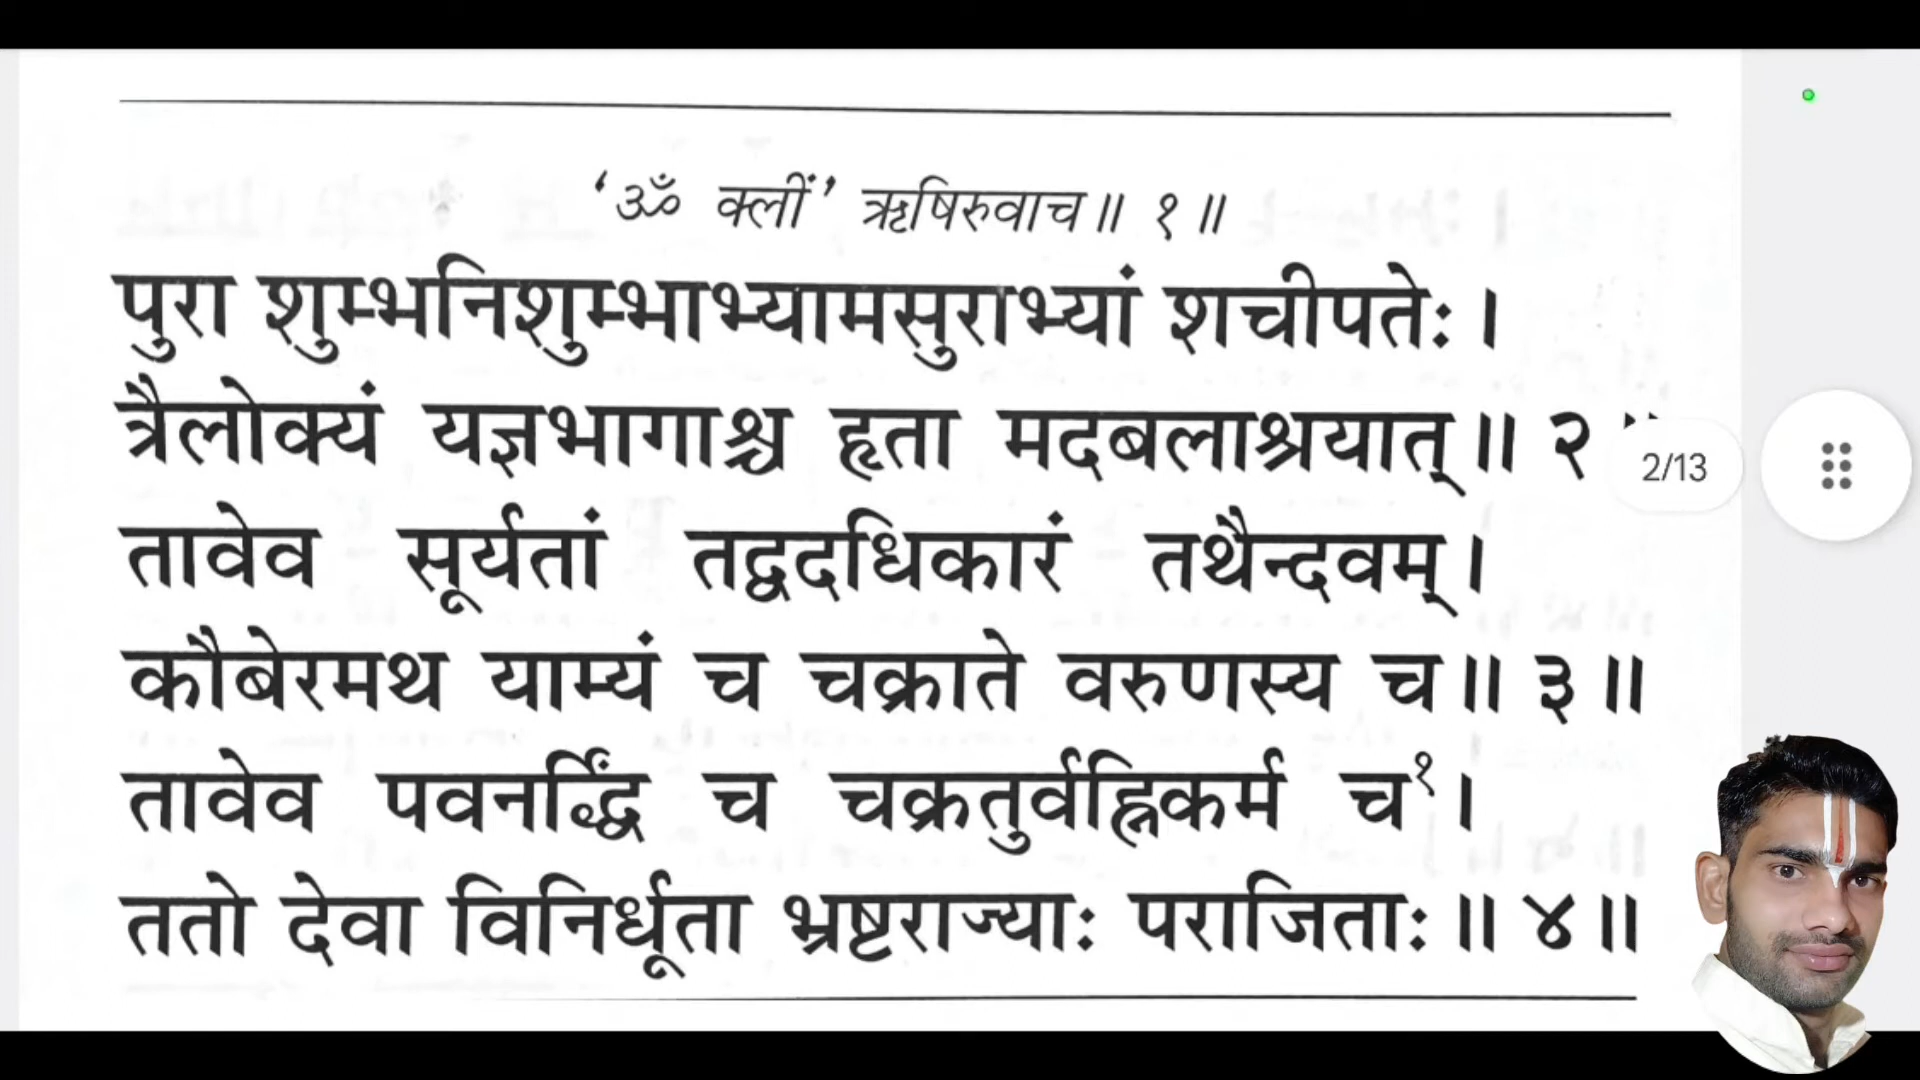 ‘ॐ क्लीं’ ऋषिरुवाच॥ १॥
पुरा शुम्भनिशुम्भाभ्यामसुराभ्यां शचीपतेः।
त्रैलोक्यं यज्ञभागाश्च हृता मदबलाश्रयात्॥ २॥
2/13
तावेव सूर्यतां तद्वदधिकारं तथैन्दवम्।
कौबेरमथ याम्यं च चक्राते वरुणस्य च॥ ३॥
तावेव पवनर्द्धिं च चक्रतुर्वह्निकर्म च१।
ततो देवा विनिर्धूता भ्रष्टराज्याः पराजिताः॥ ४॥